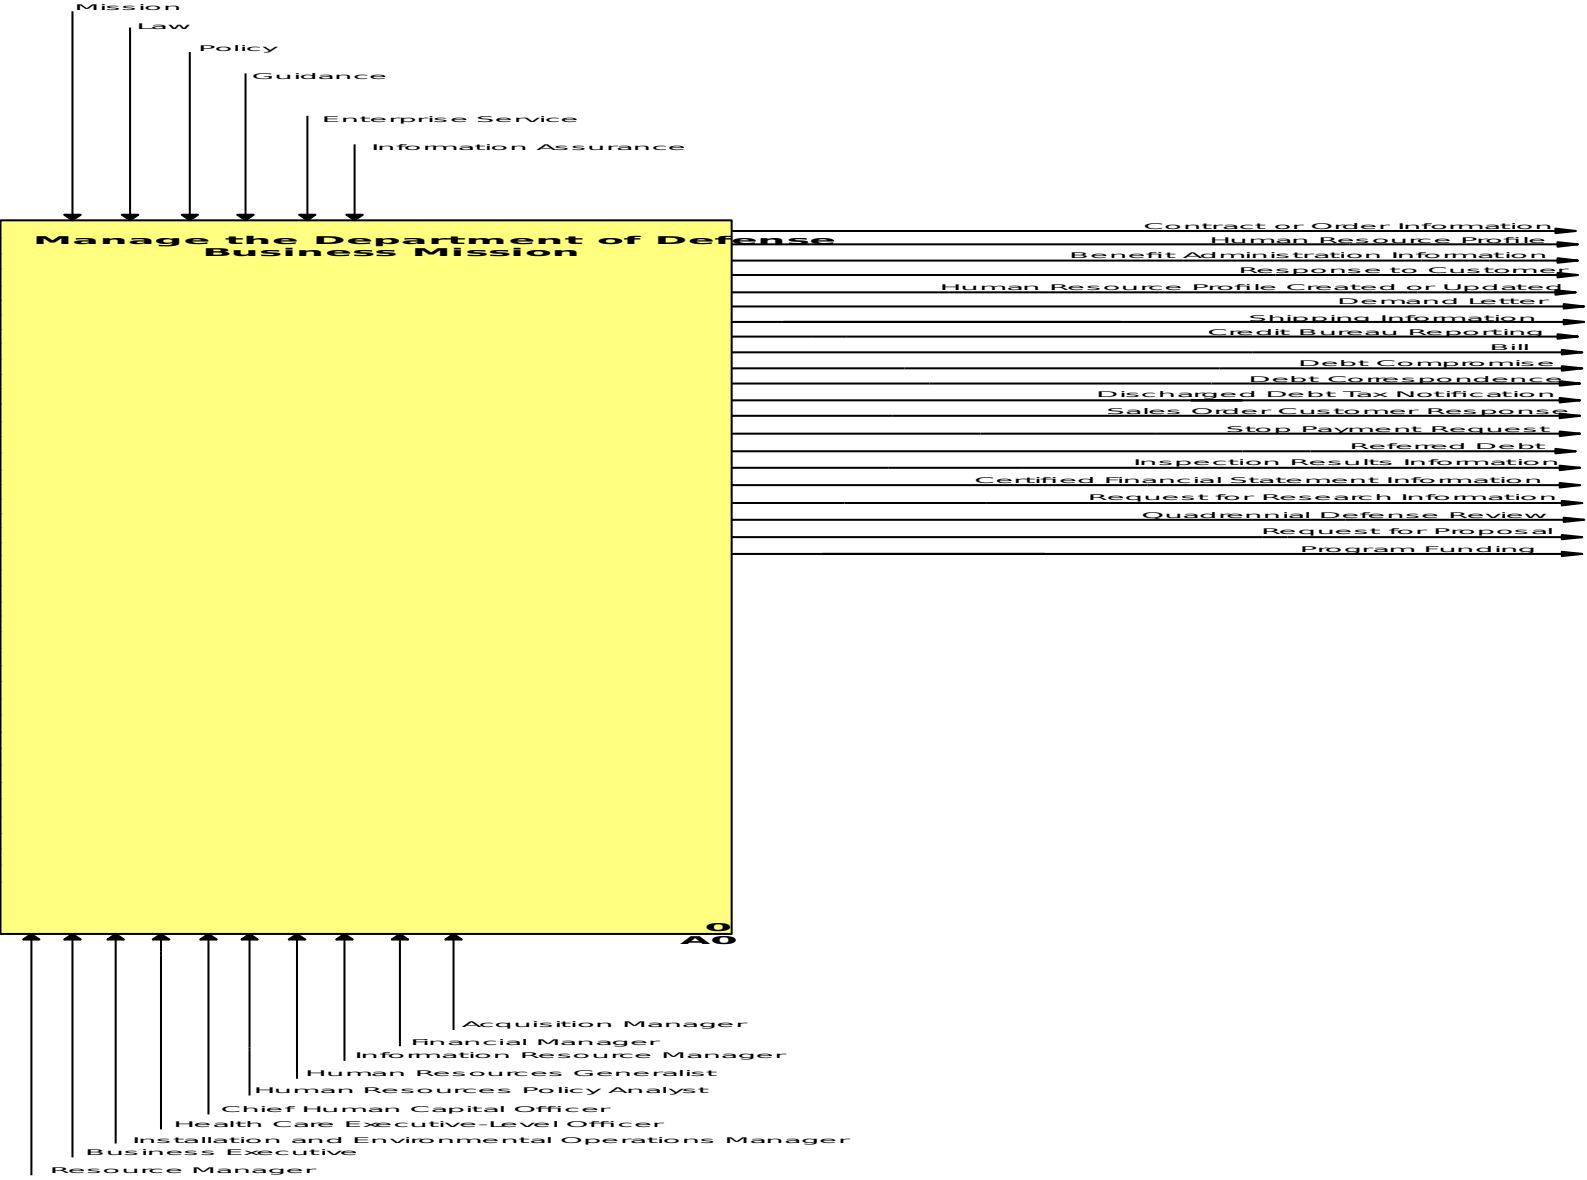 Mission
Law
Policy
Guidance
Enterprise Service
Information Assurance
Manage the Department of Defense
Business Mission
Contract or Order Information
Human Resource Profile
Benefit Administration Information
Response to Customer
Human Resource Profile Created or Updated
Demand Letter
Shipping Information
Credit Bureau Reporting
Bill
Debt Compromise
Debt Correspondence
Discharged Debt Tax Notification
Sales Order Customer Response
Stop Payment Request
Referred Debt
Inspection Results Information
Certified Financial Statement Information
Request for Research Information
Quadrennial Defense Review
Request for Proposal
Program Funding
0
A0
Acquisition Manager
Financial Manager
Information Resource Manager
Human Resources Generalist
Human Resources Policy Analyst
Chief Human Capital Officer
Health Care Executive-Level Officer
Installation and Environmental Operations Manager
Business Executive
Resource Manager